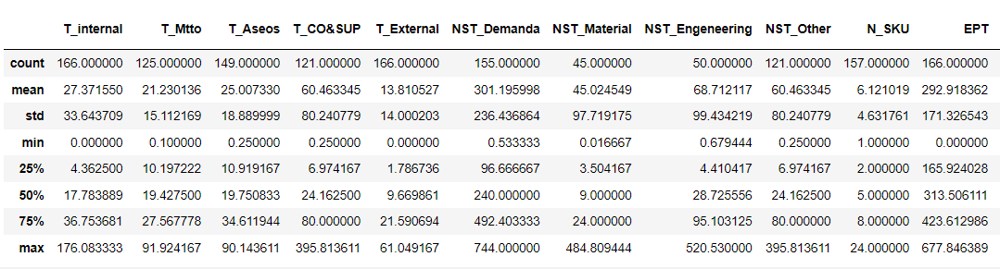 T_internal T_Mtto T_Aseos T_CO&SUP T_External NST_Demanda NST_Material NST_Engeneering NST_Other N_SKU EPT
count 166.000000 125.000000 149.000000 121.000000 166.000000 155.000000 45.000000 50.000000 121.000000 157.000000 166.000000
mean 27.371550 21.230136 25.007330 60.463345 13.810527 301.195998 45.024549 68.712117 60.463345 6.121019 292.918362
std 33.643709 15.112169 18.889999 80.240779 14.000203 236.436864 97.719175 99.434219 80.240779 4.631761 171.326543
min 0.000000 0.100000 0.250000 0.250000 0.000000 0.533333 0.016667 0.679444 0.250000 1.000000 0.000000
25% 4.362500 10.197222 10.919167 6.974167 1.786736 96.666667 3.504167 4.410417 6.974167 2.000000 165.924028
50% 17.783889 19.427500 19.750833 24.162500 9.669861 240.000000 9.000000 28.725556 24.162500 5.000000 313.506111
75% 36.753681 27.567778 34.611944 80.000000 21.590694 492.403333 24.000000 95.103125 80.000000 8.000000 423.612986
max 176.083333 91.924167 90.143611 395.813611 61.049167 744.000000 484.809444 520.530000 395.813611 24.000000 677.846389